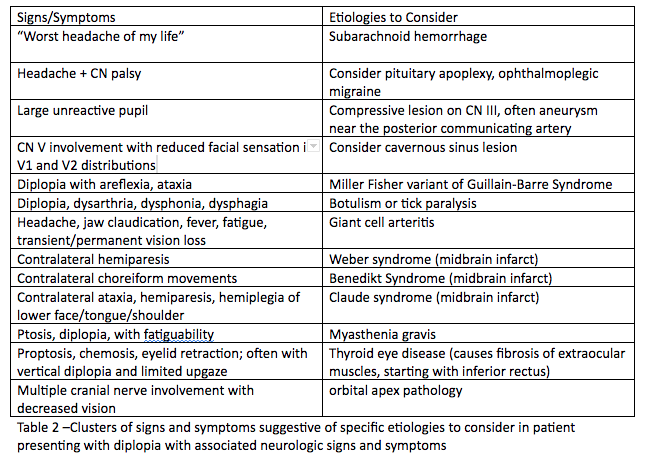 Signs/Symptoms
Etiologies to Consider
“Worst headache of my life”
Subarachnoid hemorrhage
Headache + CN palsy
Consider pituitary apoplexy, ophthalmoplegic
migraine
Large unreactive pupil
Compressive lesion on CN III, often aneurysm
near the posterior communicating artery
CN V involvement with reduced facial sensation i
V1 and V2 distributions
Consider cavernous sinus lesion
Diplopia with areflexia, ataxia
Miller Fisher variant of Guillain-Barre Syndrome
Diplopia, dysarthria, dysphonia, dysphagia
Botulism or tick paralysis
Headache, jaw claudication, fever, fatigue,
transient/permanent vision loss
Giant cell arteritis
Contralateral hemiparesis
Weber syndrome (midbrain infarct)
Contralateral choreiform movements
Benedikt Syndrome (midbrain infarct)
Contralateral ataxia, hemiparesis, hemiplegia of
lower face/tongue/shoulder
Claude syndrome (midbrain infarct)
Ptosis, diplopia, with fatiguability
Myasthenia gravis
Proptosis, chemosis, eyelid retraction; often with
vertical diplopia and limited upgaze
Thyroid eye disease (causes fibrosis of extraocular
muscles, starting with inferior rectus)
Multiple cranial nerve involvement with
decreased vision
orbital apex pathology
Table 2 –Clusters of signs and symptoms suggestive of specific etiologies to consider in patient
presenting with diplopia with associated neurologic signs and symptoms